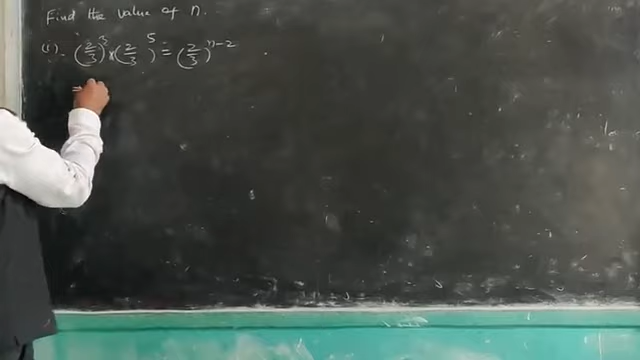 Find the value of n.
(i). (2/3)^3 × (2/3)^5 = (2/3)^n-2
=